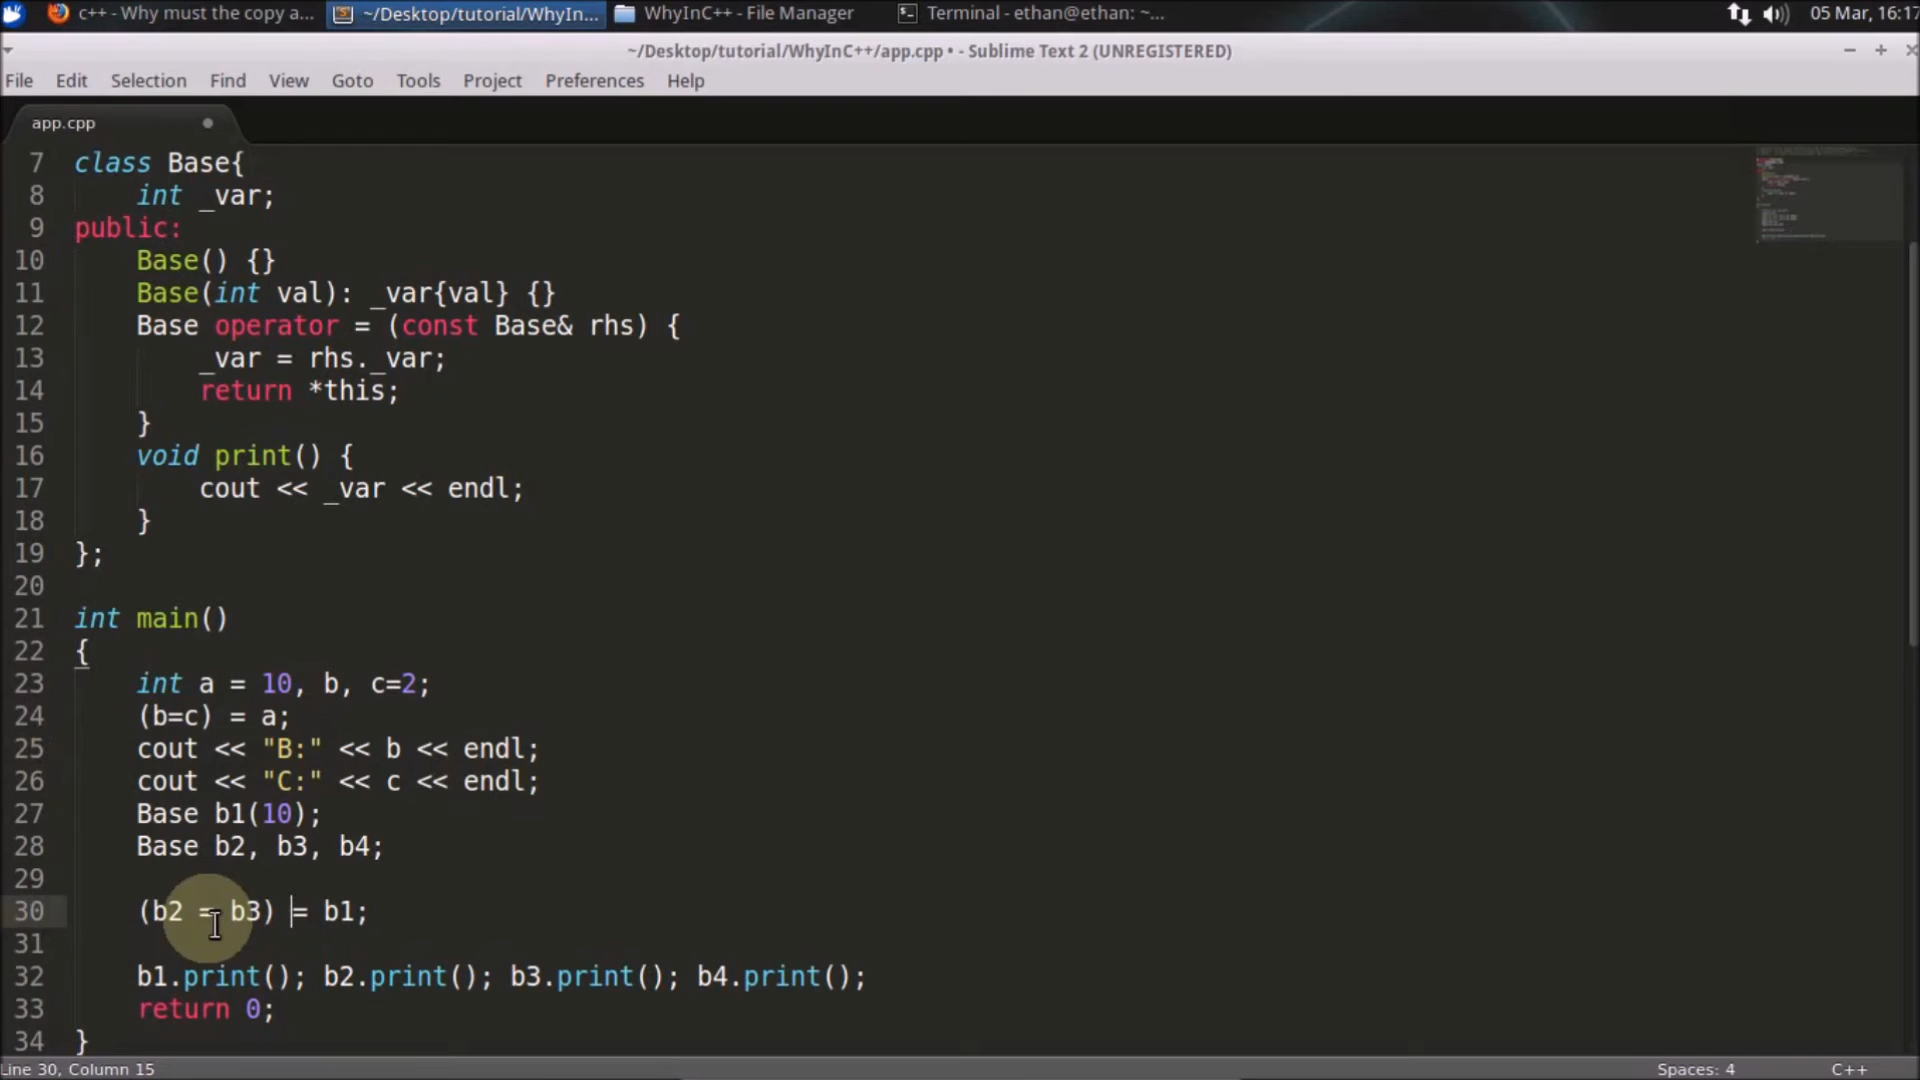 c++ - Why must the copy a... ~/Desktop/tutorial/WhyIn... WhyInC++ - File Manager Terminal - ethan@ethan: ~... 05 Mar, 16:17
~/Desktop/tutorial/WhyInC++/app.cpp • - Sublime Text 2 (UNREGISTERED)
File Edit Selection Find View Goto Tools Project Preferences Help
app.cpp
7 class Base{
8 int _var;
9 public:
10 Base() {}
11 Base(int val): _var{val} {}
12 Base operator = (const Base& rhs) {
13 _var = rhs._var;
14 return *this;
15 }
16 void print() {
17 cout << _var << endl;
18 }
19 };
20
21 int main()
22 {
23 int a = 10, b, c=2;
24 (b=c) = a;
25 cout << "B:" << b << endl;
26 cout << "C:" << c << endl;
27 Base b1(10);
28 Base b2, b3, b4;
29
30 (b2 = b3) = b1;
31
32 b1.print(); b2.print(); b3.print(); b4.print();
33 return 0;
34 }
Line 30, Column 15 Spaces: 4 C++